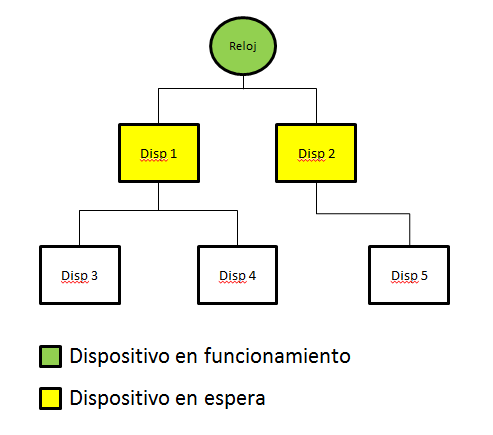 Reloj
Disp 1
Disp 2
Disp 3
Disp 4
Disp 5
Dispositivo en funcionamiento
Dispositivo en espera